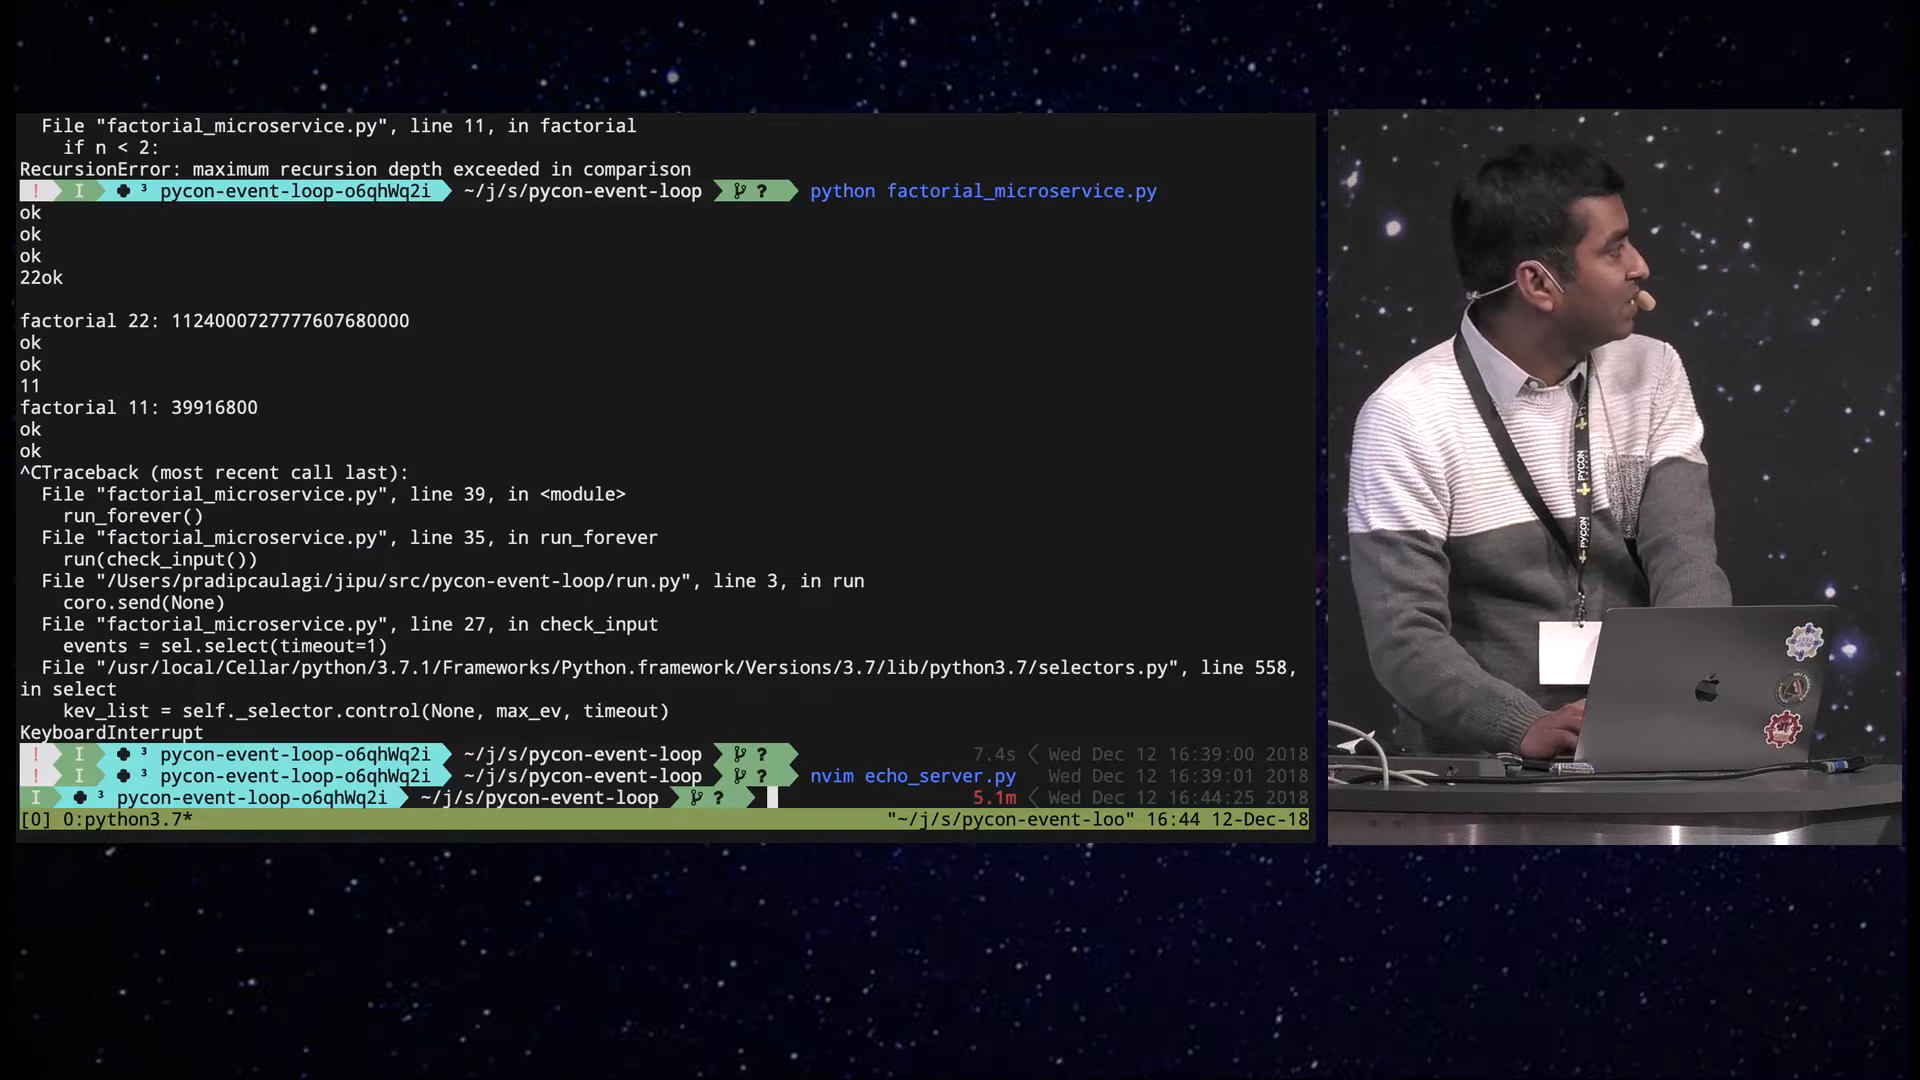 File "factorial_microservice.py", line 11, in factorial
if n < 2:
RecursionError: maximum recursion depth exceeded in comparison
! I ³ pycon-event-loop-o6qhWq2i ~/j/s/pycon-event-loop ? python factorial_microservice.py
ok
ok
ok
22ok
factorial 22: 1124000727777607680000
ok
ok
11
factorial 11: 39916800
ok
ok
^CTraceback (most recent call last):
File "factorial_microservice.py", line 39, in <module>
run_forever()
File "factorial_microservice.py", line 35, in run_forever
run(check_input())
File "/Users/pradipcaulagi/jipu/src/pycon-event-loop/run.py", line 3, in run
coro.send(None)
File "factorial_microservice.py", line 27, in check_input
events = sel.select(timeout=1)
File "/usr/local/Cellar/python/3.7.1/Frameworks/Python.framework/Versions/3.7/lib/python3.7/selectors.py", line 558,
in select
kev_list = self._selector.control(None, max_ev, timeout)
KeyboardInterrupt
! I ³ pycon-event-loop-o6qhWq2i ~/j/s/pycon-event-loop ? 7.4s < Wed Dec 12 16:39:00 2018
! I ³ pycon-event-loop-o6qhWq2i ~/j/s/pycon-event-loop ? nvim echo_server.py Wed Dec 12 16:39:01 2018
I ³ pycon-event-loop-o6qhWq2i ~/j/s/pycon-event-loop ? 5.1m < Wed Dec 12 16:44:25 2018
[0] 0:python3.7* "~/j/s/pycon-event-loo" 16:44 12-Dec-18
PYCON
PYCON